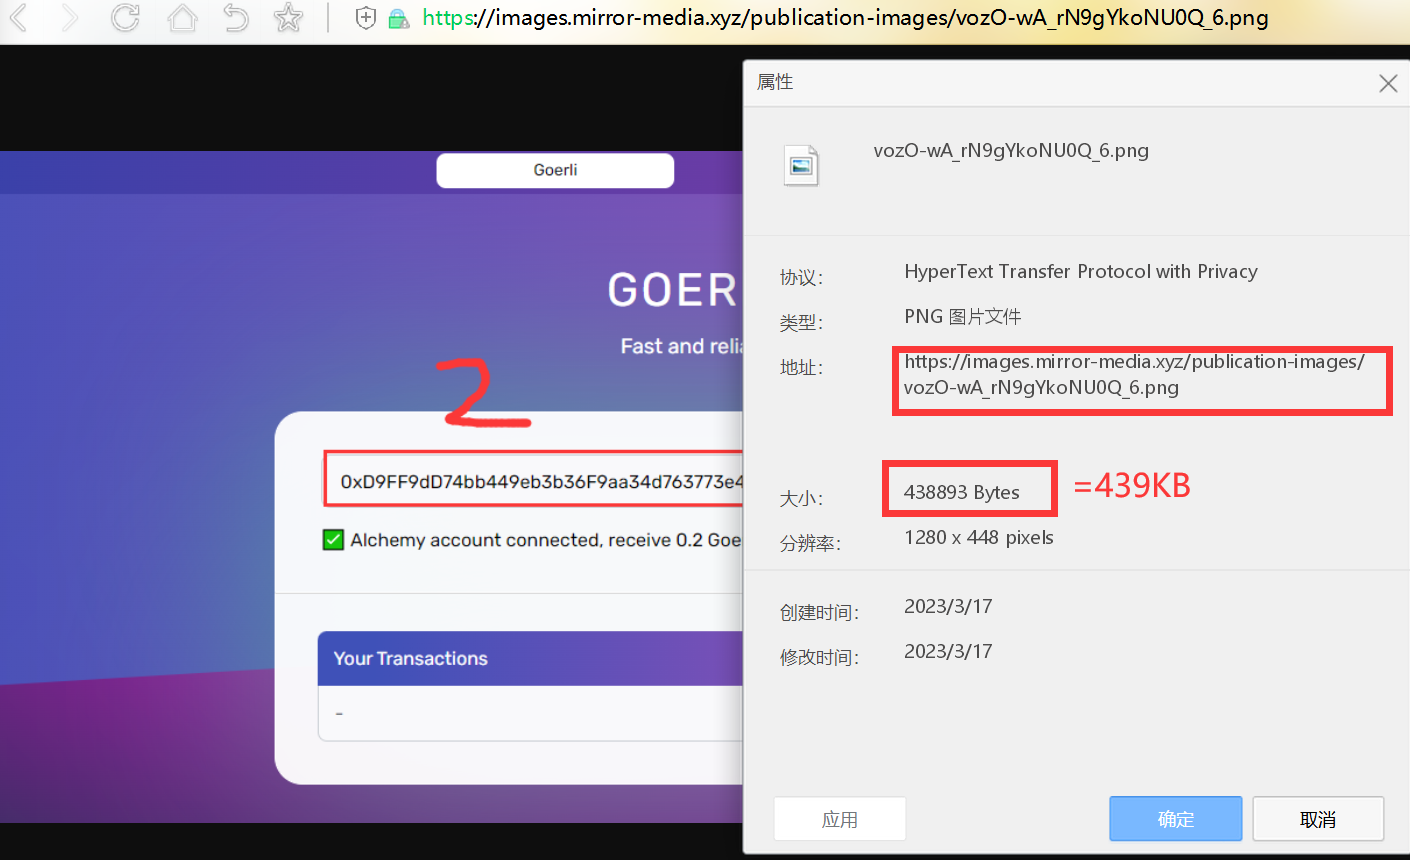 https://images.mirror-media.xyz/publication-images/vozO-wA_rN9gYkoNU0Q_6.png
Goerli
GOER
Fast and relia
2
0xD9FF9dD74bb449eb3b36F9aa34d763773e4
Alchemy account connected, receive 0.2 Goe
Your Transactions
-
属性
vozO-wA_rN9gYkoNU0Q_6.png
协议: HyperText Transfer Protocol with Privacy
类型: PNG 图片文件
地址: https://images.mirror-media.xyz/publication-images/
vozO-wA_rN9gYkoNU0Q_6.png
大小: 438893 Bytes =439KB
分辨率: 1280 x 448 pixels
创建时间: 2023/3/17
修改时间: 2023/3/17
应用 确定 取消